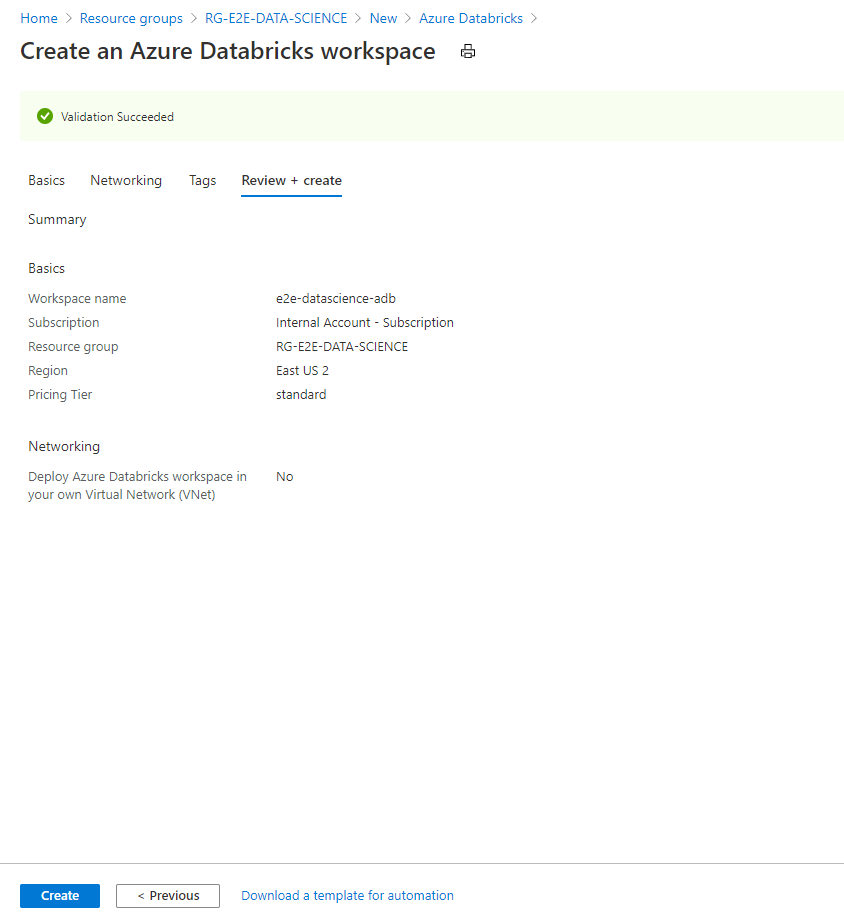 Home > Resource groups > RG-E2E-DATA-SCIENCE > New > Azure Databricks >
Create an Azure Databricks workspace
Validation Succeeded
Basics Networking Tags Review + create
Summary
Basics
Workspace name e2e-datascience-adb
Subscription Internal Account - Subscription
Resource group RG-E2E-DATA-SCIENCE
Region East US 2
Pricing Tier standard
Networking
Deploy Azure Databricks workspace in No
your own Virtual Network (VNet)
Create < Previous Download a template for automation